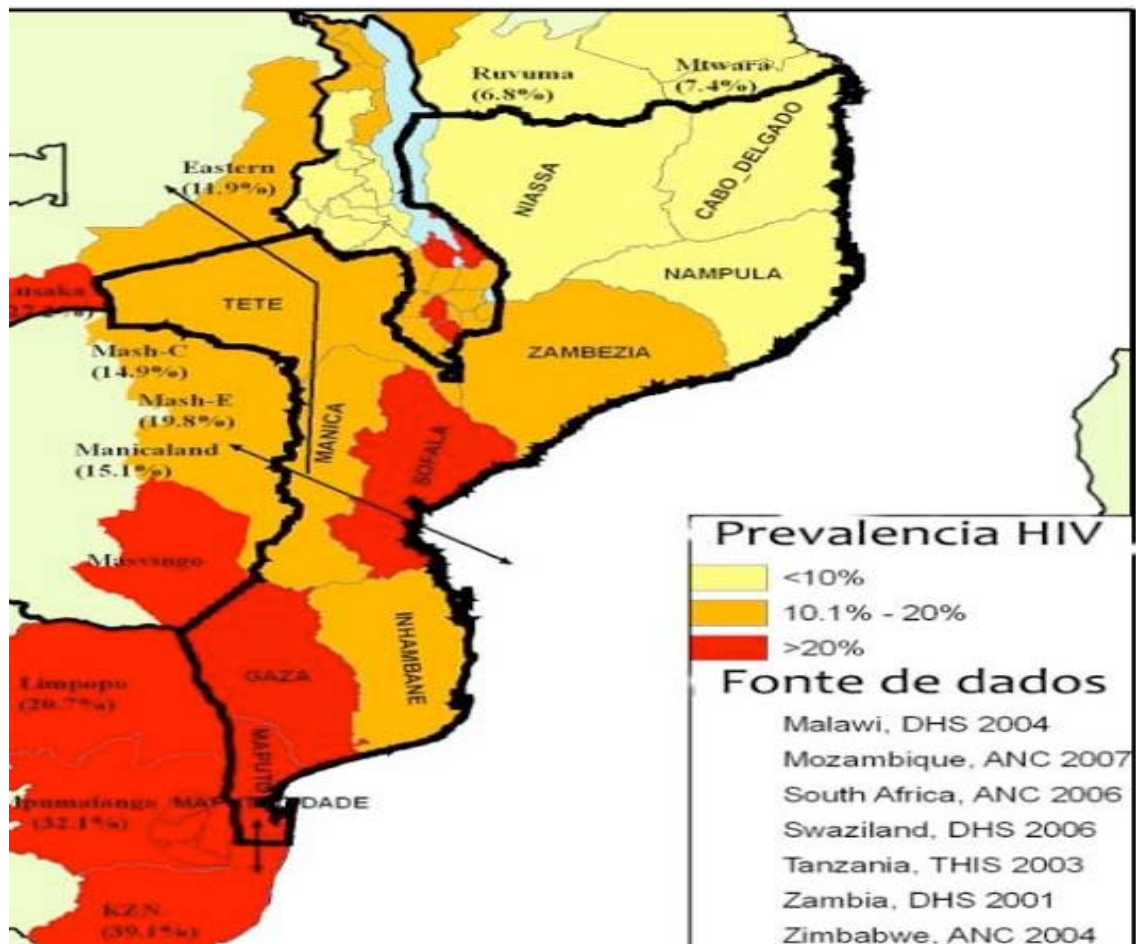 Ruvuma
(6.8%)
Mtwara
(7.4%)
Eastern
(11.9%)
NIASSA
CABO_DELGADO
NAMPULA
TETE
ZAMBEZIA
Mash-C
(14.9%)
Mash-E
(19.8%)
Manicaland
(15.1%)
MANICA
SOFALA
Masvingo
INHAMBANE
GAZA
Limpopo
(20.7%)
MAPUTO
DADE
(32.1%)
KZN
(39.1%)
Prevalencia HIV
<10%
10.1% - 20%
>20%
Fonte de dados
Malawi, DHS 2004
Mozambique, ANC 2007
South Africa, ANC 2006
Swaziland, DHS 2006
Tanzania, THIS 2003
Zambia, DHS 2001
Zimbabwe, ANC 2004